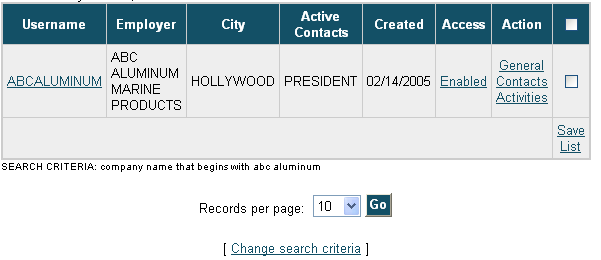 Username Employer City Active Contacts Created Access Action
ABCALUMINUM ABC ALUMINUM MARINE PRODUCTS HOLLYWOOD PRESIDENT 02/14/2005 Enabled General Contacts Activities
Save List
SEARCH CRITERIA: company name that begins with abc aluminum
Records per page: 10 Go
[ Change search criteria ]